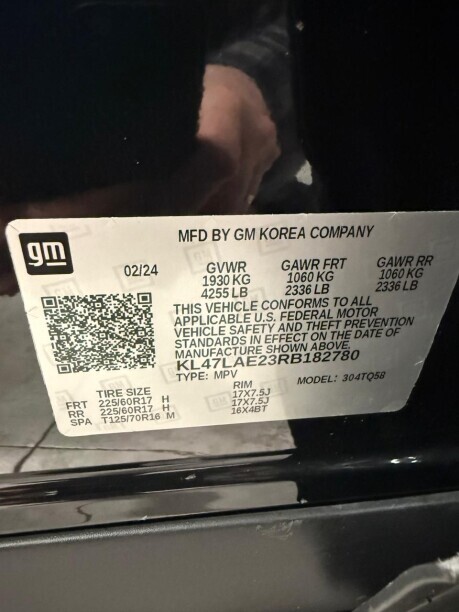 gm
MFD BY GM KOREA COMPANY
02/24 GVWR GAWR FRT GAWR RR
1930 KG 1060 KG 1060 KG
4255 LB 2336 LB 2336 LB
THIS VEHICLE CONFORMS TO ALL
APPLICABLE U.S. FEDERAL MOTOR
VEHICLE SAFETY AND THEFT PREVENTION
STANDARDS IN EFFECT ON THE DATE OF
MANUFACTURE SHOWN ABOVE.
KL47LAE23RB182780
TYPE: MPV MODEL: 304TQ58
TIRE SIZE RIM
FRT 225/60R17 H 17X7.5J
RR 225/60R17 H 17X7.5J
SPA T125/70R16 M 16X4BT